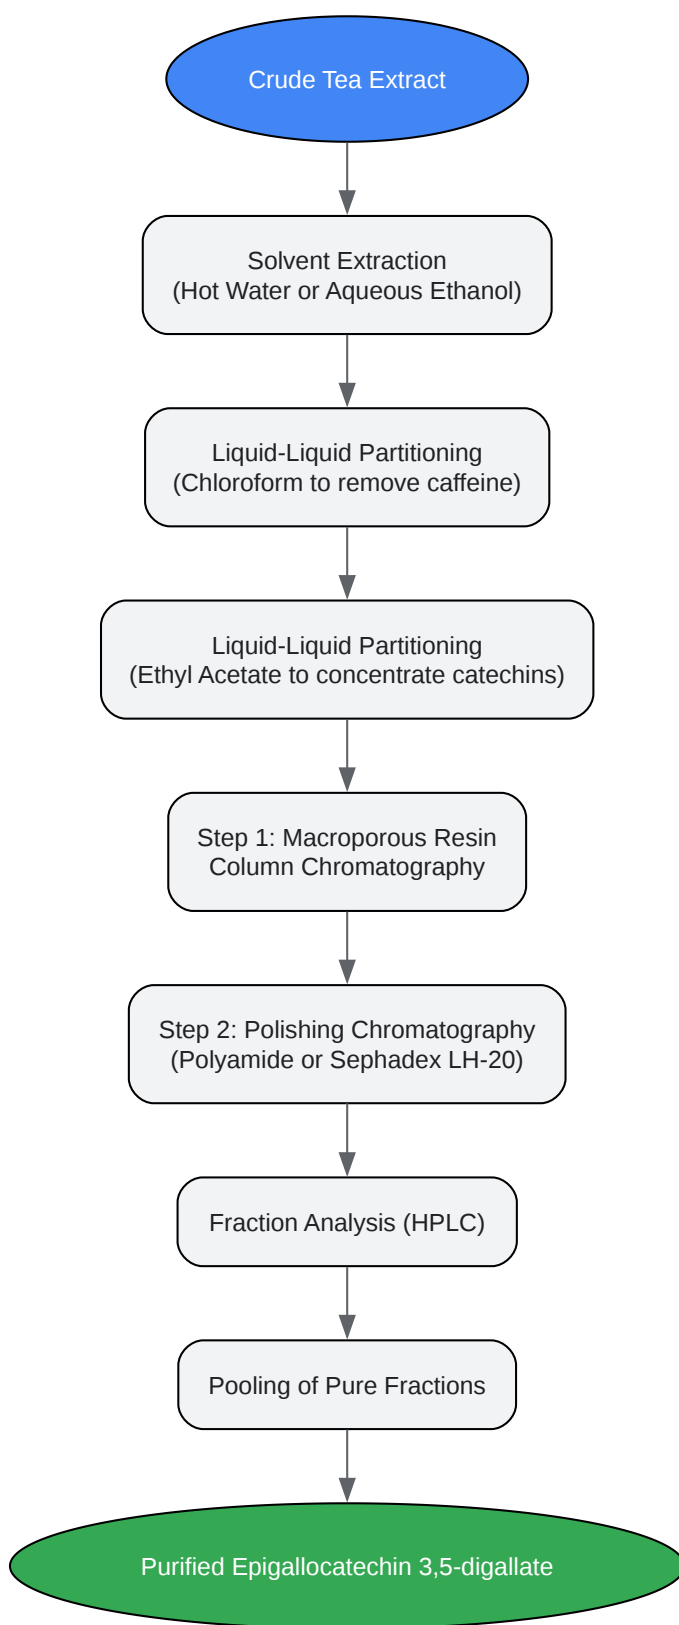 Crude Tea Extract
Solvent Extraction
(Hot Water or Aqueous Ethanol)
Liquid-Liquid Partitioning
(Chloroform to remove caffeine)
Liquid-Liquid Partitioning
(Ethyl Acetate to concentrate catechins)
Step 1: Macroporous Resin
Column Chromatography
Step 2: Polishing Chromatography
(Polyamide or Sephadex LH-20)
Fraction Analysis (HPLC)
Pooling of Pure Fractions
Purified Epigallocatechin 3,5-digallate